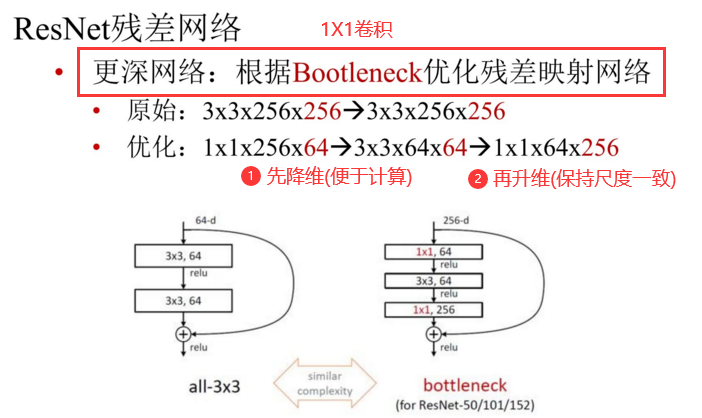 ResNet残差网络
1X1卷积
• 更深网络：根据Bootleneck优化残差映射网络
• 原始：3x3x256x256→3x3x256x256
• 优化：1x1x256x64→3x3x64x64→1x1x64x256
1 先降维(便于计算)
2 再升维(保持尺度一致)
64-d
3x3, 64
relu
3x3, 64
+
relu
all-3x3
similar
complexity
256-d
1x1, 64
relu
3x3, 64
relu
1x1, 256
+
relu
bottleneck
(for ResNet-50/101/152)